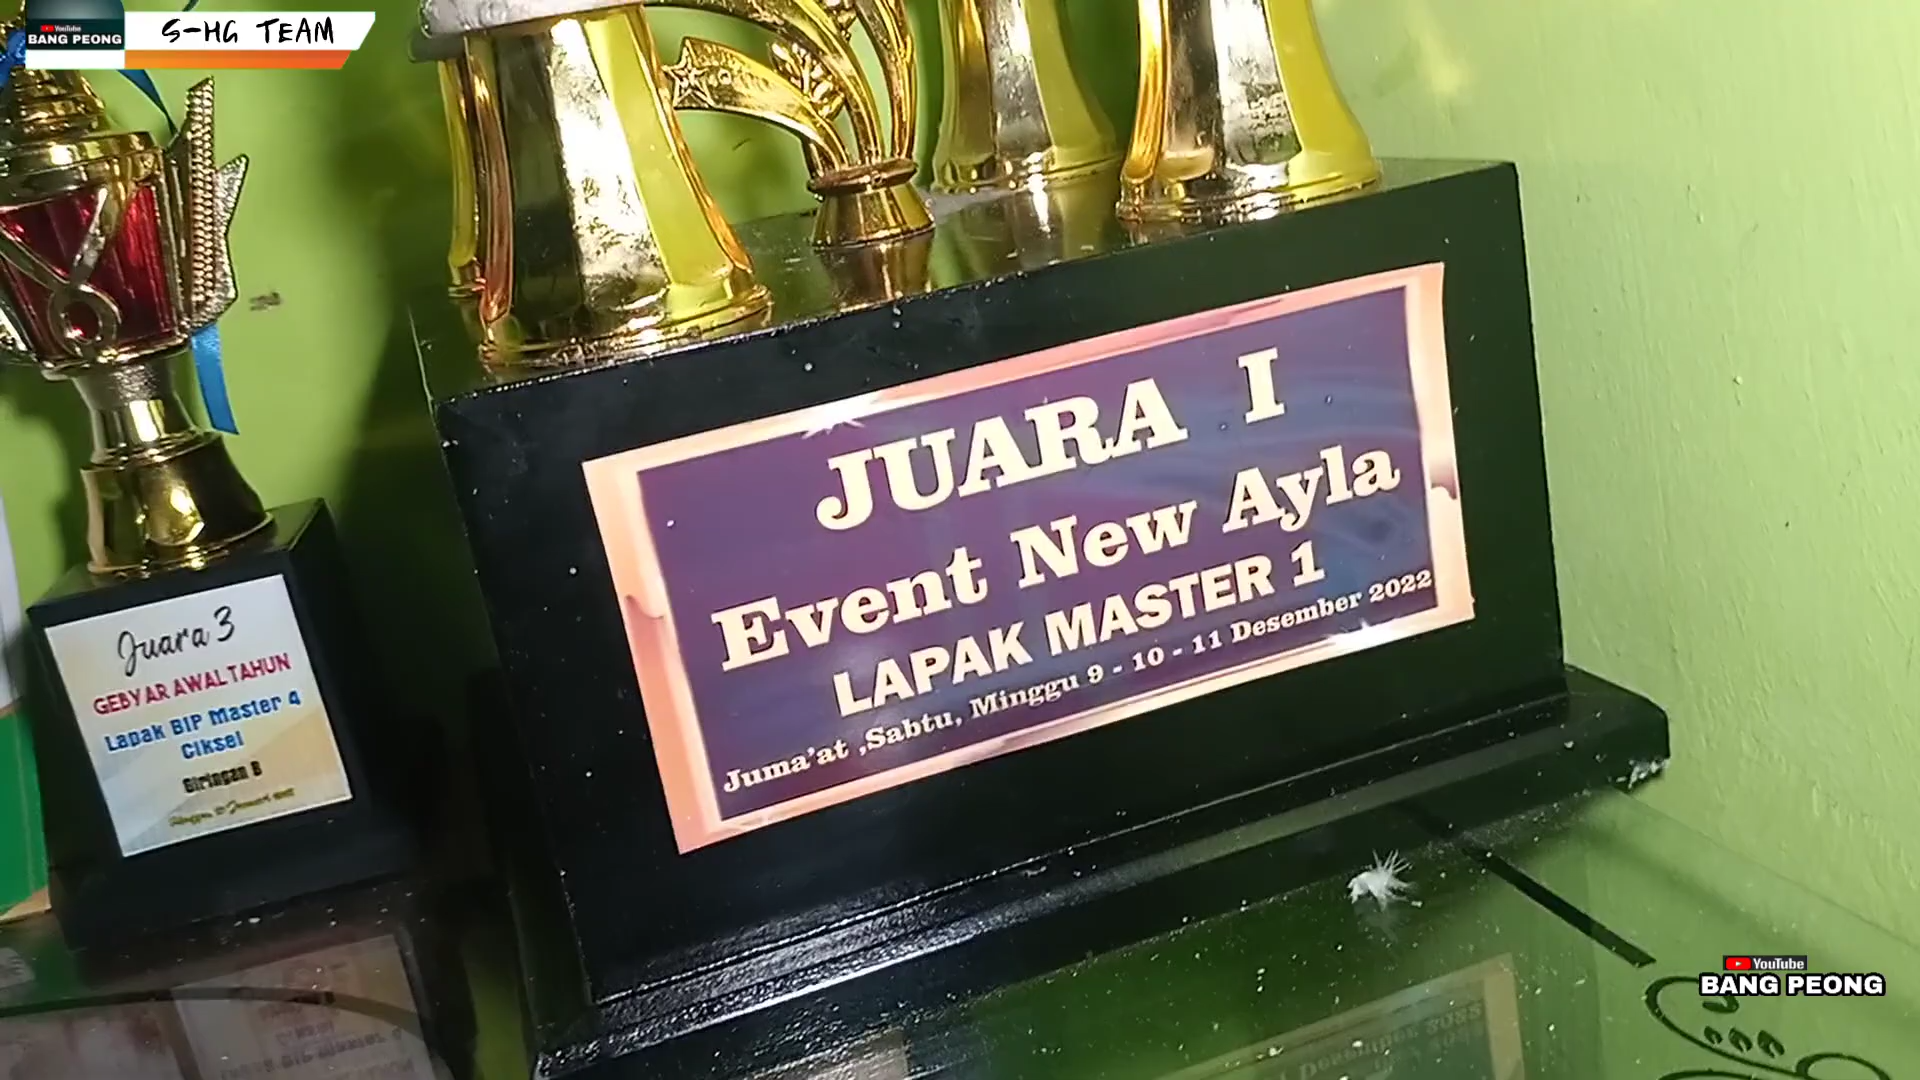 YouTube
BANG PEONG
S-HG TEAM
JUARA I
Event New Ayla
LAPAK MASTER 1
Juma'at ,Sabtu, Minggu 9 - 10 - 11 Desember 2022
Juara 3
GEBYAR AWAL TAHUN
Lapak BIP Master 4
Ciksel
Giringan B
YouTube
BANG PEONG